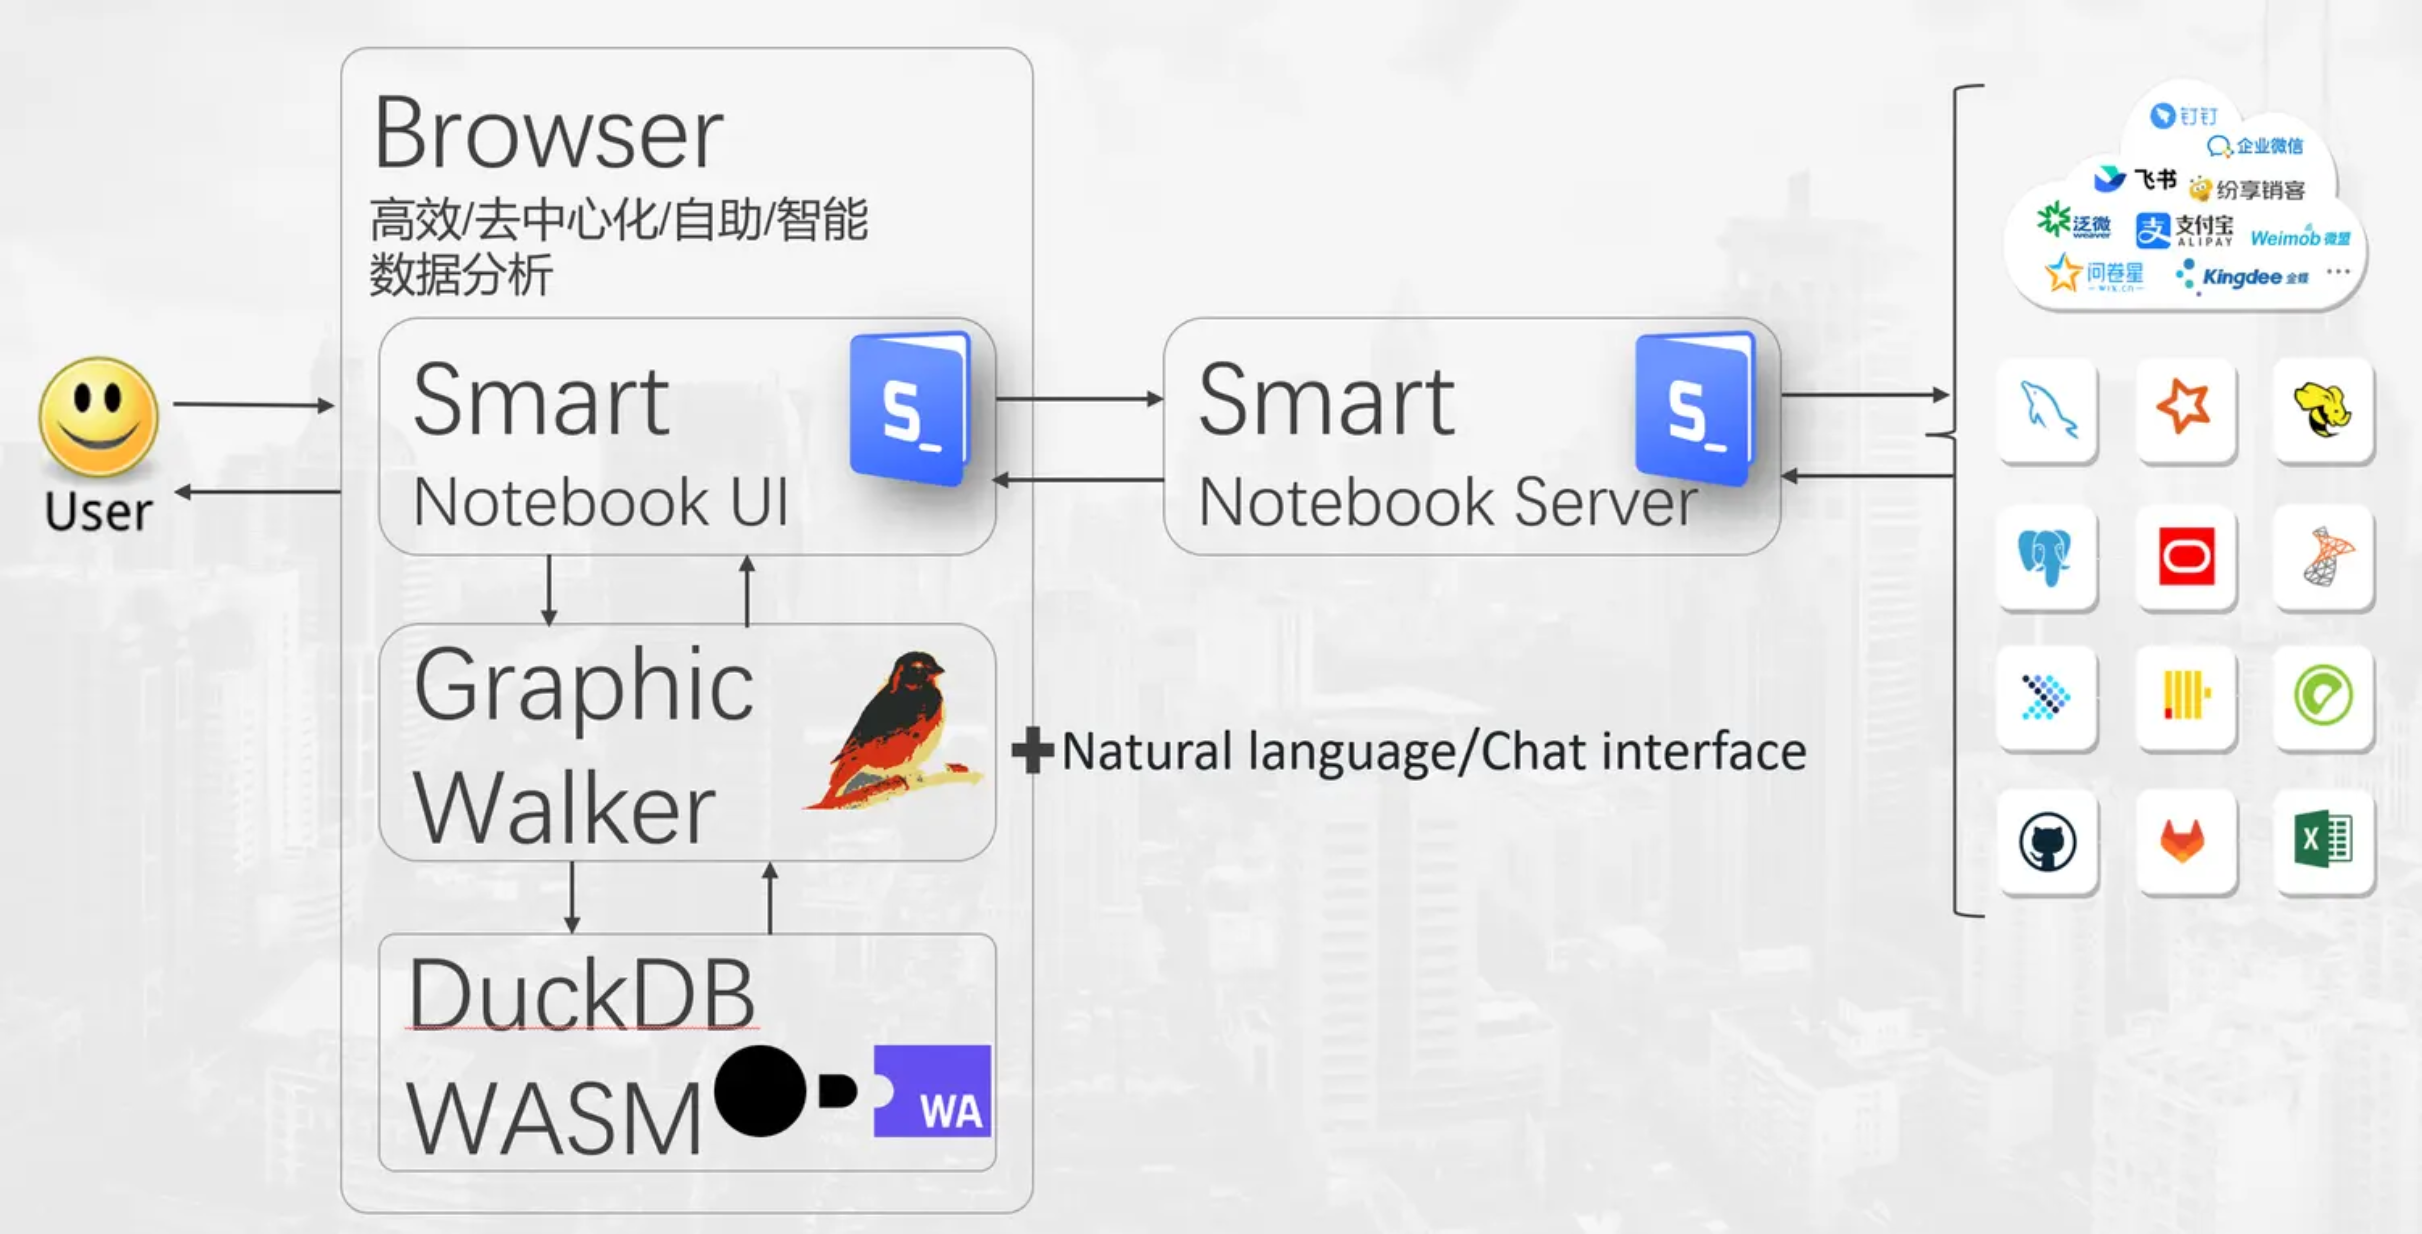 Browser
高效/去中心化/自助/智能
数据分析
User
Smart
Notebook UI
S_
Smart
Notebook Server
S_
Graphic
Walker
Natural language/Chat interface
DuckDB
WASM
WA
钉钉
企业微信
飞书
纷享销客
泛微
weaver
支
支付宝
ALIPAY
Weimob 微盟
问卷星
Kingdee 金蝶
...
X